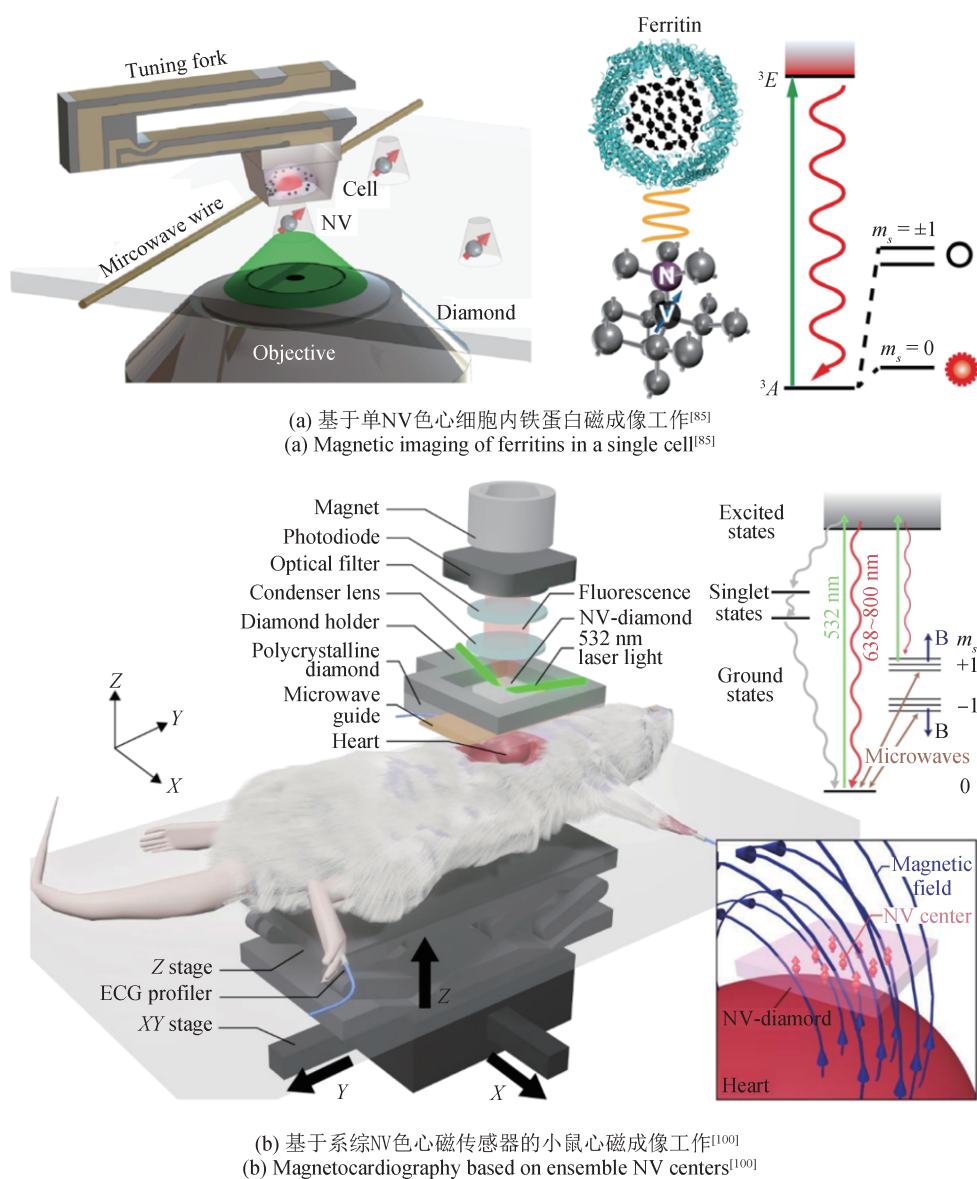 Ferritin
Tuning fork
Cell
NV
Mircowave wire
Diamond
Objective
N
V
³E
mₛ = ±1
mₛ = 0
³A
(a) 基于单NV色心细胞内铁蛋白磁成像工作[85]
(a) Magnetic imaging of ferritins in a single cell[85]
Magnet
Photodiode
Optical filter
Condenser lens
Diamond holder
Polycrystalline
diamond
Microwave
guide
Heart
Fluorescence
NV-diamond
532 nm
laser light
Z
Y
X
Z stage
ECG profiler
XY stage
Z
Y
X
Excited
states
Singlet
states
Ground
states
532 nm
638~800 nm
B
mₛ
+1
−1
B
Microwaves
0
Magnetic
field
NV center
NV-diamord
Heart
(b) 基于系综NV色心磁传感器的小鼠心磁成像工作[100]
(b) Magnetocardiography based on ensemble NV centers[100]